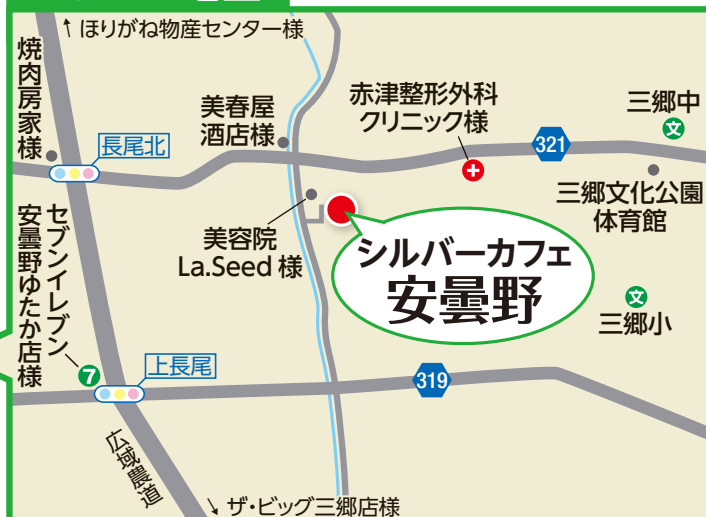 ↑ ほりがね物産センター様
焼肉房家様
美春屋
酒店様
赤津整形外科
クリニック様
三郷中
文
長尾北
321
三郷文化公園
体育館
美容院
La.Seed 様
シルバーカフェ
安曇野
セブンイレブン
安曇野ゆたか店様
文
三郷小
7
上長尾
319
広域農道
↘ ザ・ビッグ三郷店様